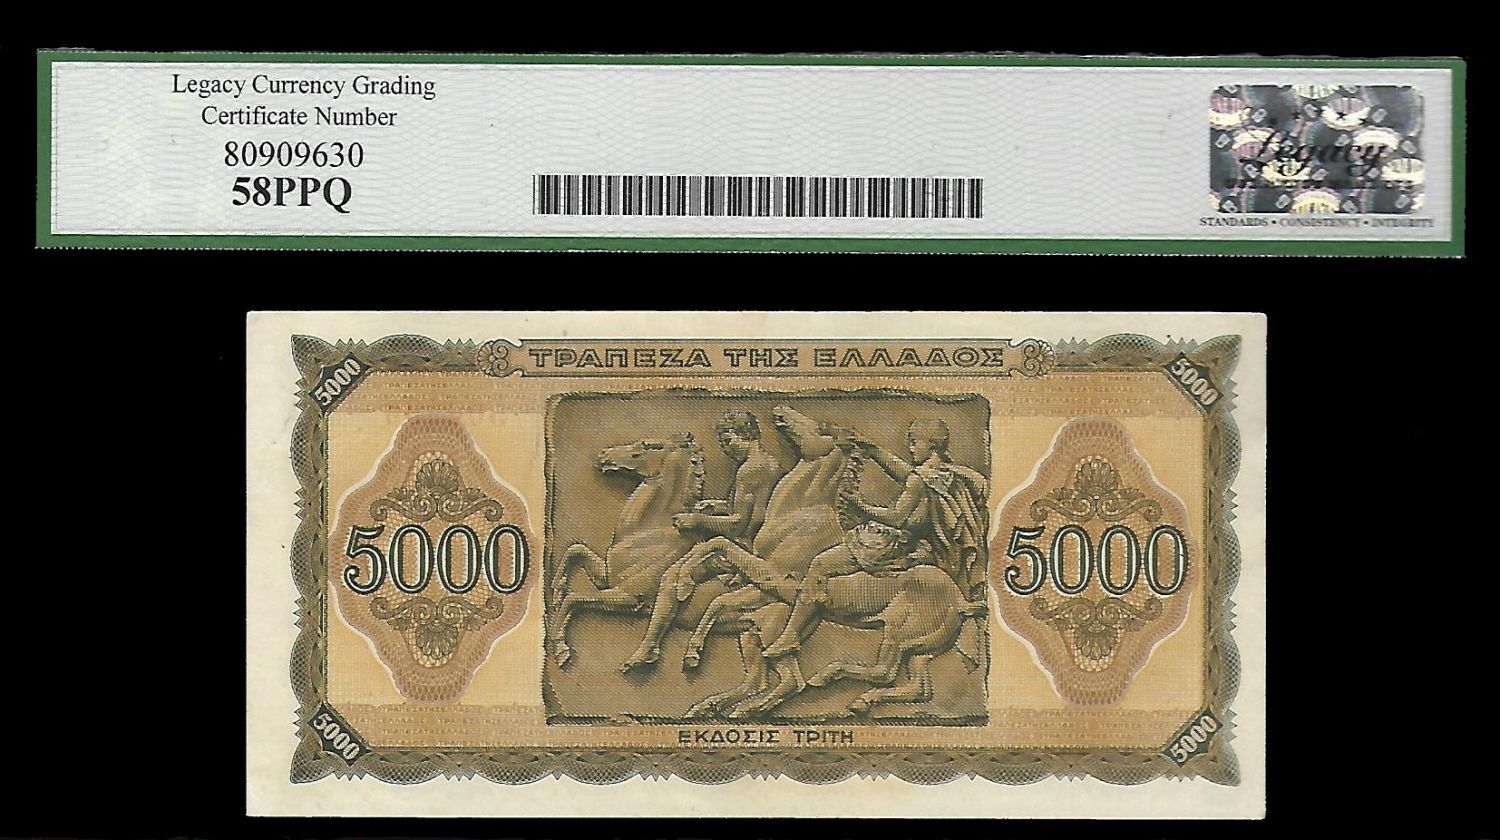 Legacy Currency Grading
Certificate Number
80909630
58PPQ
Legacy
STANDARDS • CONSISTENCY • INTEGRITY
ΤΡΑΠΕΖΑ ΤΗΣ ΕΛΛΑΔΟΣ
5000 5000
5000 5000
ΕΚΔΟΣΙΣ ΤΡΙΤΗ
5000 5000